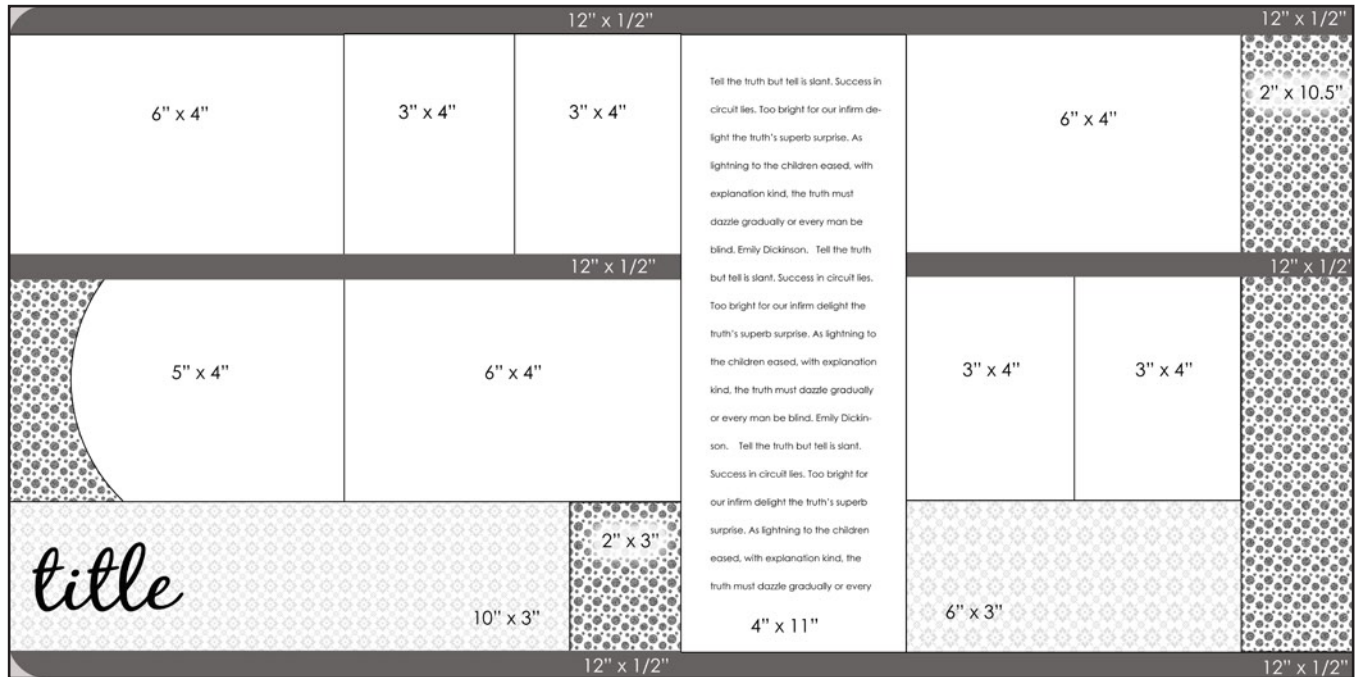 12" x 1/2"
12" x 1/2"
6" x 4"
3" x 4"
3" x 4"
Tell the truth but tell is slant. Success in
circuit lies. Too bright for our infirm de-
light the truth's superb surprise. As
lightning to the children eased, with
explanation kind, the truth must
dazzle gradually or every man be
blind. Emily Dickinson.   Tell the truth
but tell is slant. Success in circuit lies.
Too bright for our infirm delight the
truth's superb surprise. As lightning to
the children eased, with explanation
kind, the truth must dazzle gradually
or every man be blind. Emily Dickin-
son.    Tell the truth but tell is slant.
Success in circuit lies. Too bright for
our infirm delight the truth's superb
surprise. As lightning to the children
eased, with explanation kind, the
truth must dazzle gradually or every
4" x 11"
6" x 4"
2" x 10.5"
12" x 1/2"
12" x 1/2'
5" x 4"
6" x 4"
3" x 4"
3" x 4"
title
10" x 3"
2" x 3"
6" x 3"
12" x 1/2"
12" x 1/2"